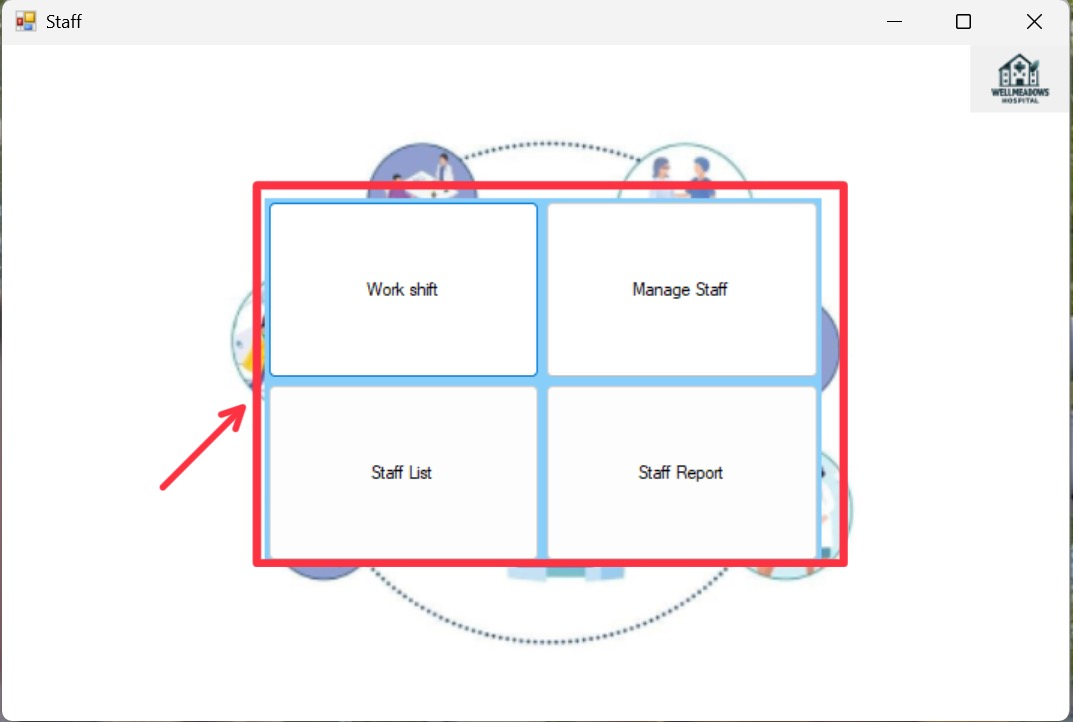 Staff
WELLMEADOWS
HOSPITAL
Work shift
Manage Staff
Staff List
Staff Report